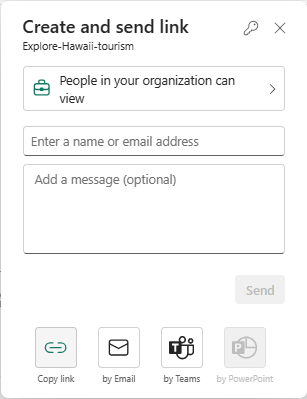 Create and send link
Explore-Hawaii-tourism
People in your organization can
view
Enter a name or email address
Add a message (optional)
Send
Copy link
by Email
by Teams
by PowerPoint